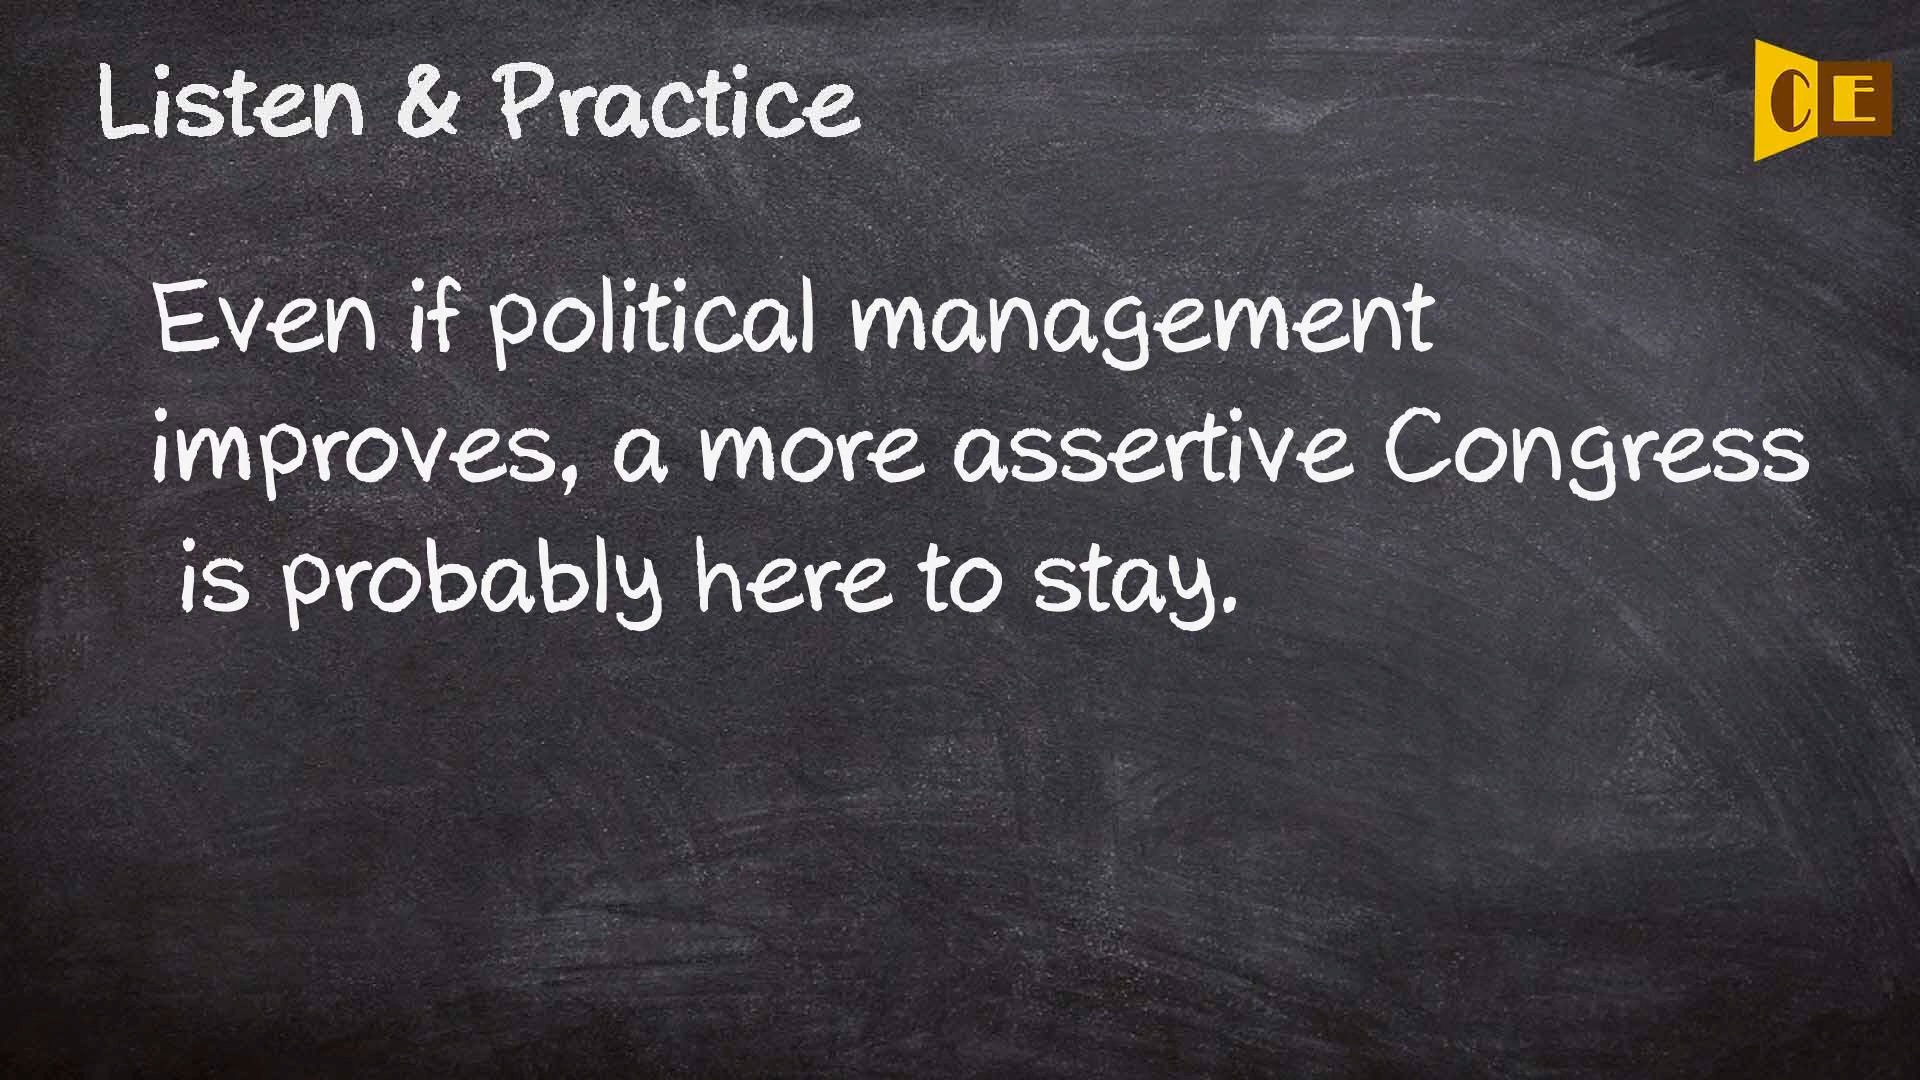 Listen & Practice
CE
Even if political management
improves, a more assertive Congress
is probably here to stay.